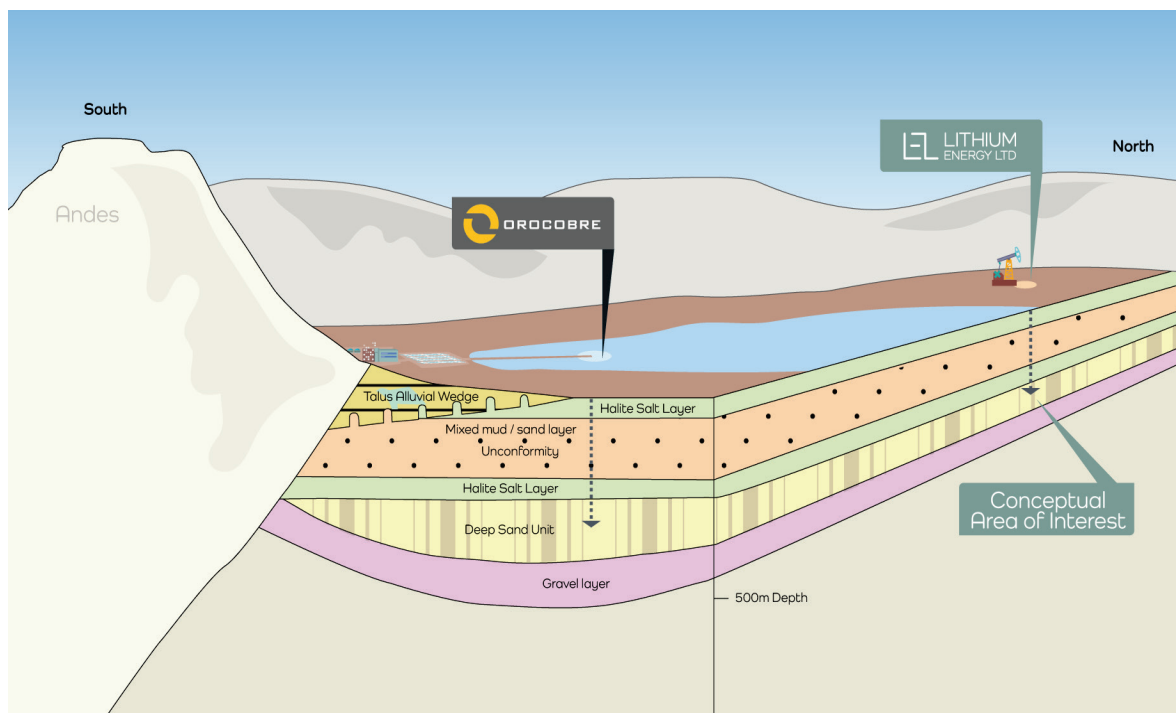 South
North
Andes
LEL LITHIUM
ENERGY LTD
OROCOBRE
Talus Alluvial Wedge
Halite Salt Layer
Mixed mud / sand layer
Unconformity
Halite Salt Layer
Deep Sand Unit
Gravel layer
500m Depth
Conceptual
Area of Interest